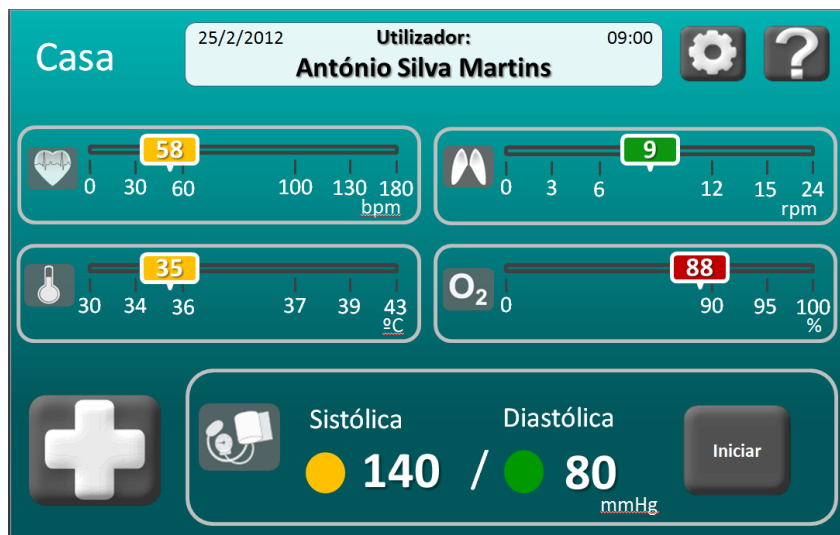 Casa
25/2/2012 Utilizador: 09:00
António Silva Martins
?
58
0 30 60 100 130 180
bpm
9
0 3 6 12 15 24
rpm
35
30 34 36 37 39 43
ºC
O2
88
0 90 95 100
%
Sistólica Diastólica
140 / 80
mmHg
Iniciar